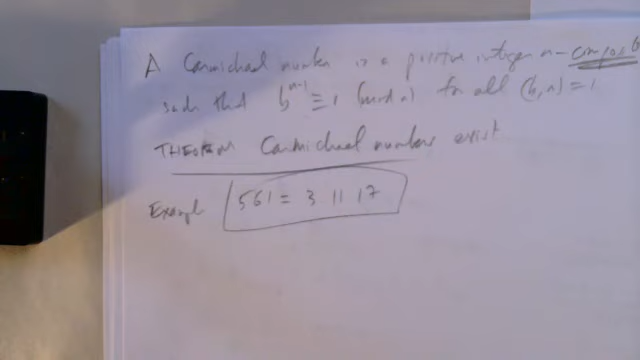 A Carmichael number is a positive integer n - composite
such that b^{n-1} ≡ 1 (mod n) for all (b, n) = 1
THEOREM Carmichael numbers exist
Example 561 = 3 11 17